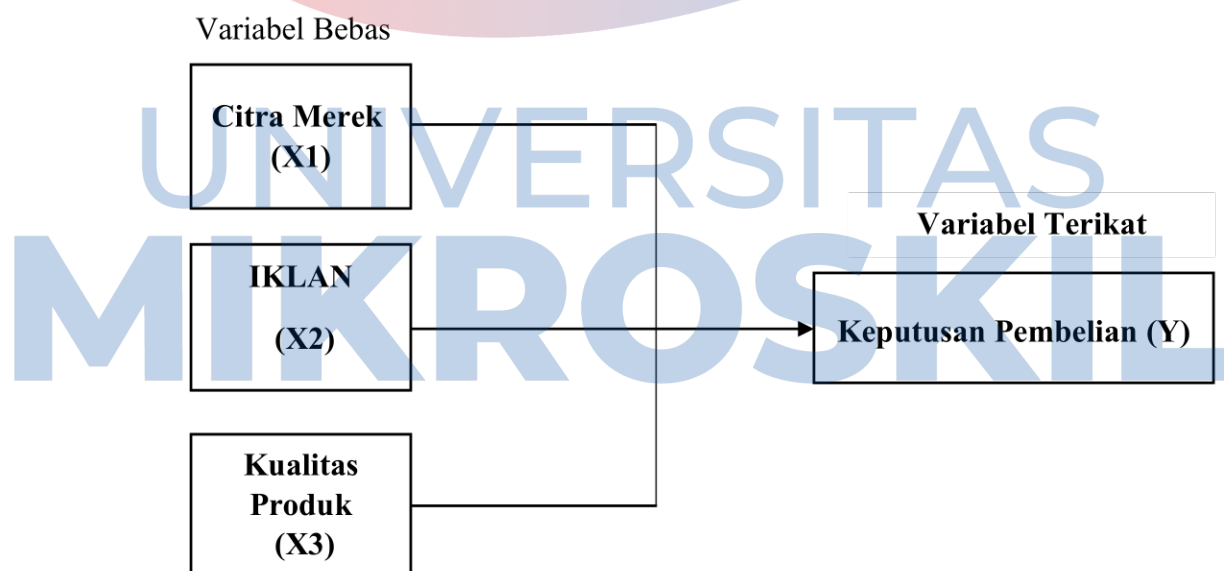 Variabel Bebas
Citra Merek
(X1)
IKLAN
(X2)
Kualitas
Produk
(X3)
Variabel Terikat
Keputusan Pembelian (Y)
UNIVERSITAS
MIKROSKIL